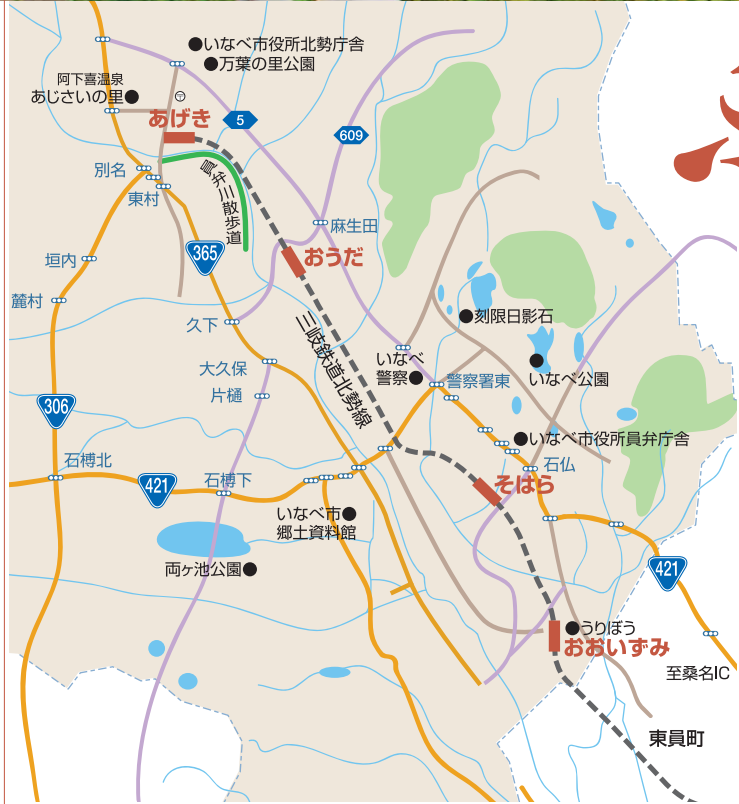 ●いなべ市役所北勢庁舎
●万葉の里公園
阿下喜温泉
あじさいの里●
〒
あげき
5
609
別名
東村
員弁川散歩道
麻生田
365
おうだ
垣内
麓村
久下
三岐鉄道北勢線
●刻限日影石
いなべ
警察●
大久保
片樋
警察署東
いなべ公園
306
●いなべ市役所員弁庁舎
石榑北
421
石榑下
石仏
そはら
いなべ市●
郷土資料館
両ヶ池公園●
421
●うりぼう
おおいずみ
至桑名IC
東員町